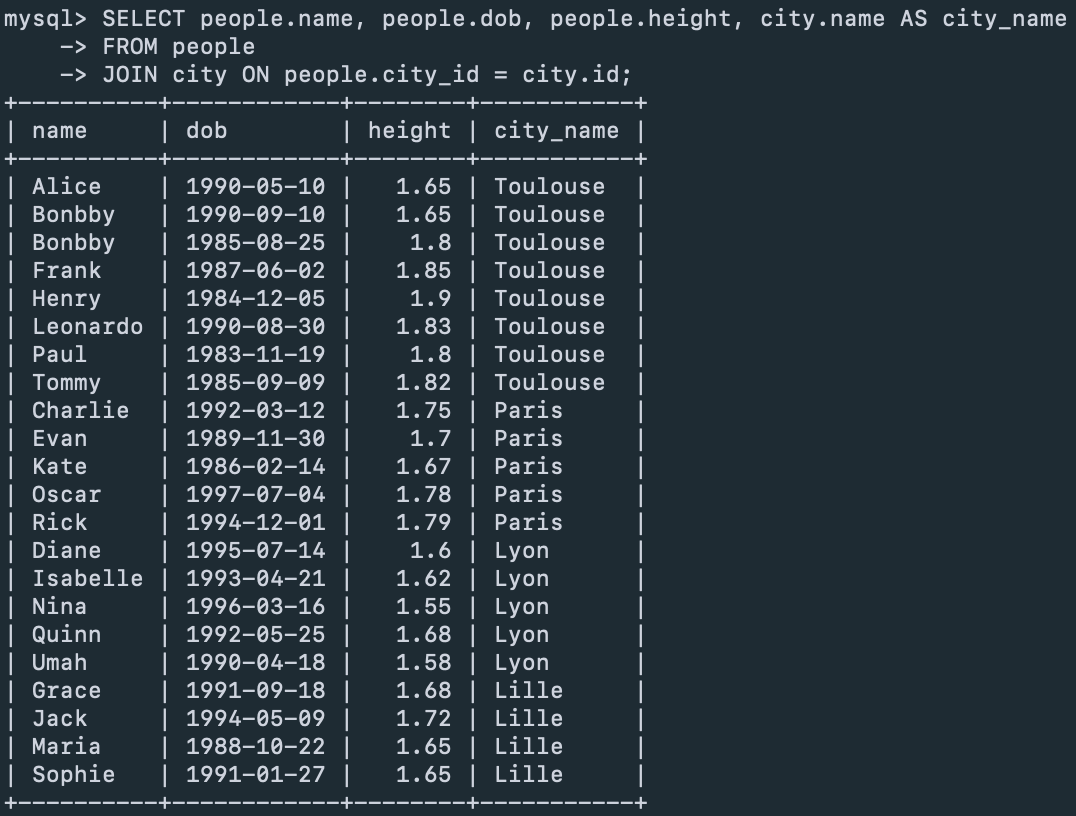 mysql> SELECT people.name, people.dob, people.height, city.name AS city_name
    -> FROM people
    -> JOIN city ON people.city_id = city.id;
+----------+------------+--------+-----------+
| name     | dob        | height | city_name |
+----------+------------+--------+-----------+
| Alice    | 1990-05-10 |   1.65 | Toulouse  |
| Bonbby   | 1990-09-10 |   1.65 | Toulouse  |
| Bonbby   | 1985-08-25 |    1.8 | Toulouse  |
| Frank    | 1987-06-02 |   1.85 | Toulouse  |
| Henry    | 1984-12-05 |    1.9 | Toulouse  |
| Leonardo | 1990-08-30 |   1.83 | Toulouse  |
| Paul     | 1983-11-19 |    1.8 | Toulouse  |
| Tommy    | 1985-09-09 |   1.82 | Toulouse  |
| Charlie  | 1992-03-12 |   1.75 | Paris     |
| Evan     | 1989-11-30 |    1.7 | Paris     |
| Kate     | 1986-02-14 |   1.67 | Paris     |
| Oscar    | 1997-07-04 |   1.78 | Paris     |
| Rick     | 1994-12-01 |   1.79 | Paris     |
| Diane    | 1995-07-14 |    1.6 | Lyon      |
| Isabelle | 1993-04-21 |   1.62 | Lyon      |
| Nina     | 1996-03-16 |   1.55 | Lyon      |
| Quinn    | 1992-05-25 |   1.68 | Lyon      |
| Umah     | 1990-04-18 |   1.58 | Lyon      |
| Grace    | 1991-09-18 |   1.68 | Lille     |
| Jack     | 1994-05-09 |   1.72 | Lille     |
| Maria    | 1988-10-22 |   1.65 | Lille     |
| Sophie   | 1991-01-27 |   1.65 | Lille     |
+----------+------------+--------+-----------+